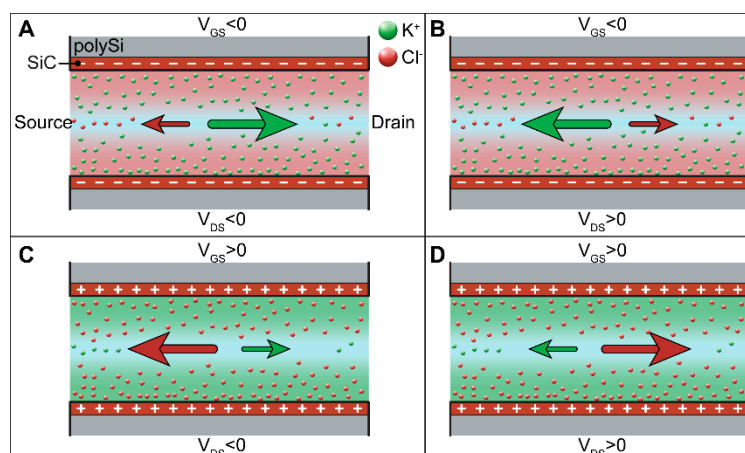 A
V_GS<0
K⁺
Cl⁻
B
V_GS<0
polySi
SiC
− − − − − − − − − − − − − −
− − − − − − − − − − − − − −
Source
Drain
− − − − − − − − − − − − − −
− − − − − − − − − − − − − −
V_DS<0
V_DS>0
C
V_GS>0
D
V_GS>0
+ + + + + + + + + + + + + + +
+ + + + + + + + + + + + + + +
+ + + + + + + + + + + + + + +
+ + + + + + + + + + + + + + +
V_DS<0
V_DS>0